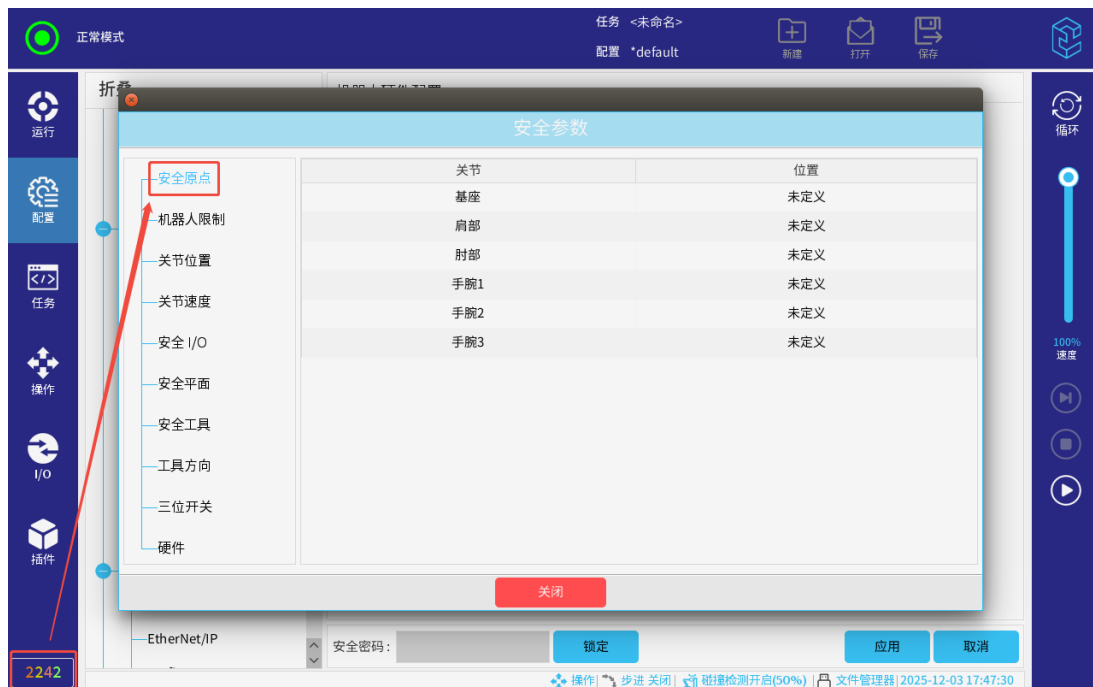 正常模式
任务 <未命名>
配置 *default
新建
打开
保存
运行
配置
任务
操作
I/O
插件
2242
折叠
机器人硬件配置
安全参数
安全原点
机器人限制
关节位置
关节速度
安全 I/O
安全平面
安全工具
工具方向
三位开关
硬件
关节 位置
基座 未定义
肩部 未定义
肘部 未定义
手腕1 未定义
手腕2 未定义
手腕3 未定义
关闭
EtherNet/IP
安全密码:
锁定
应用
取消
循环
100%
速度
操作| 步进 关闭| 碰撞检测开启(50%) | 文件管理器| 2025-12-03 17:47:30